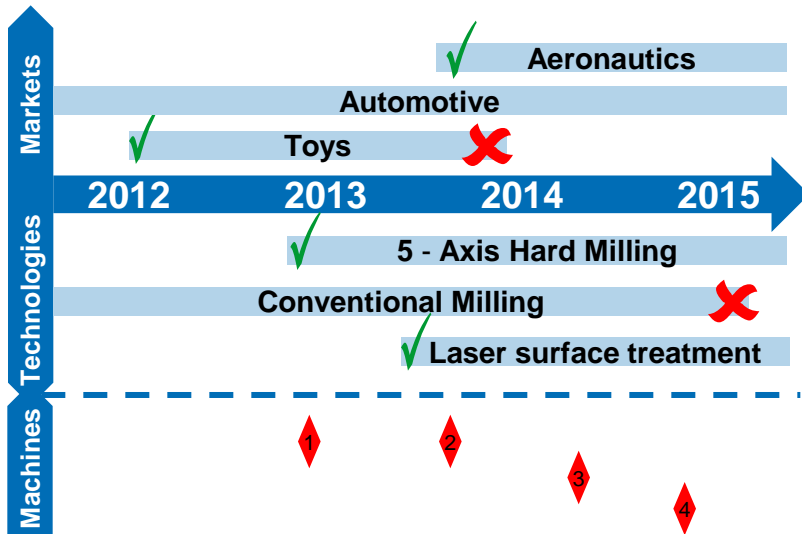 Markets
Aeronautics
Automotive
Toys
2012 2013 2014 2015
Technologies
5 - Axis Hard Milling
Conventional Milling
Laser surface treatment
Machines
1 2
3
4